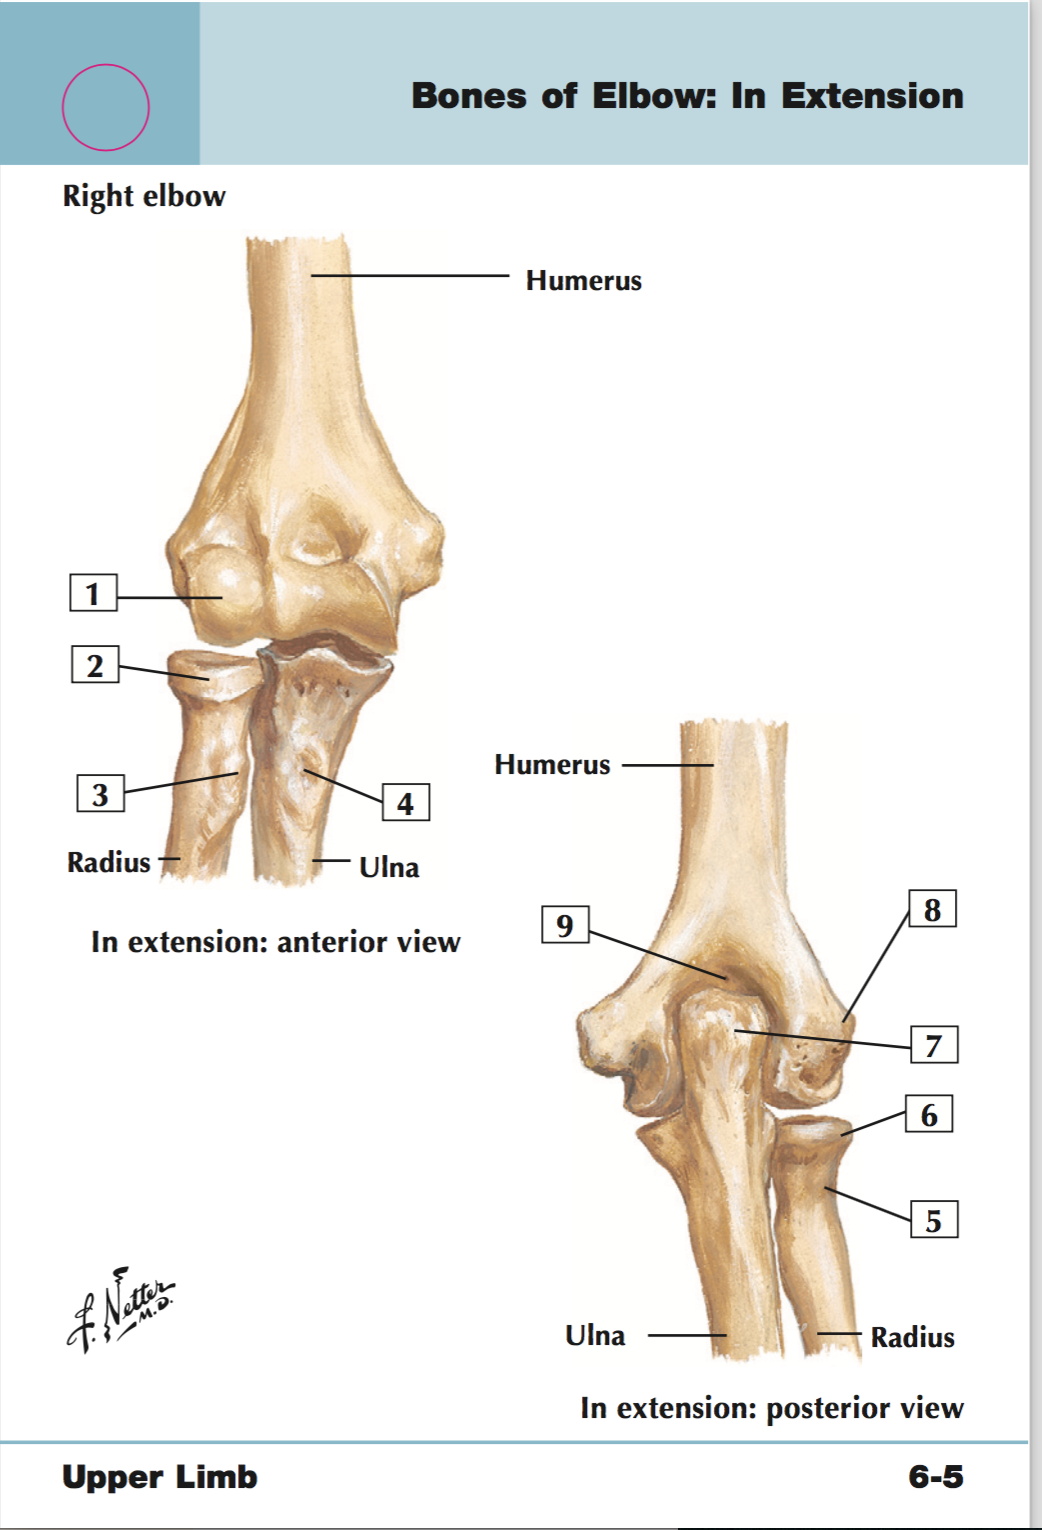 Bones of Elbow: In Extension
Right elbow
Humerus
1
2
3
4
Radius
Ulna
In extension: anterior view
Humerus
9
8
7
6
5
Ulna
Radius
In extension: posterior view
F. Netter
M.D.
Upper Limb
6-5